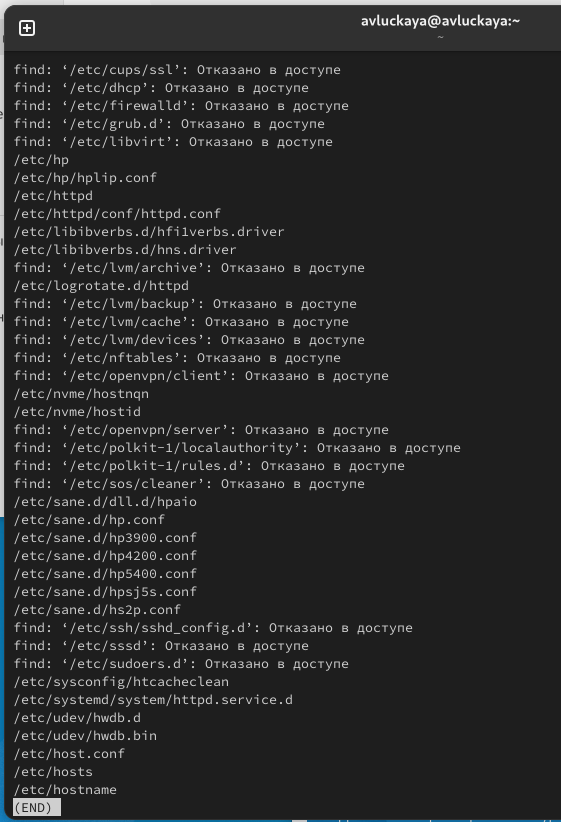 avluckaya@avluckaya:~
~
find: ‘/etc/cups/ssl’: Отказано в доступе
find: ‘/etc/dhcp’: Отказано в доступе
find: ‘/etc/firewalld’: Отказано в доступе
find: ‘/etc/grub.d’: Отказано в доступе
find: ‘/etc/libvirt’: Отказано в доступе
/etc/hp
/etc/hp/hplip.conf
/etc/httpd
/etc/httpd/conf/httpd.conf
/etc/libibverbs.d/hfi1verbs.driver
/etc/libibverbs.d/hns.driver
find: ‘/etc/lvm/archive’: Отказано в доступе
/etc/logrotate.d/httpd
find: ‘/etc/lvm/backup’: Отказано в доступе
find: ‘/etc/lvm/cache’: Отказано в доступе
find: ‘/etc/lvm/devices’: Отказано в доступе
find: ‘/etc/nftables’: Отказано в доступе
find: ‘/etc/openvpn/client’: Отказано в доступе
/etc/nvme/hostnqn
/etc/nvme/hostid
find: ‘/etc/openvpn/server’: Отказано в доступе
find: ‘/etc/polkit-1/localauthority’: Отказано в доступе
find: ‘/etc/polkit-1/rules.d’: Отказано в доступе
find: ‘/etc/sos/cleaner’: Отказано в доступе
/etc/sane.d/dll.d/hpaio
/etc/sane.d/hp.conf
/etc/sane.d/hp3900.conf
/etc/sane.d/hp4200.conf
/etc/sane.d/hp5400.conf
/etc/sane.d/hpsj5s.conf
/etc/sane.d/hs2p.conf
find: ‘/etc/ssh/sshd_config.d’: Отказано в доступе
find: ‘/etc/sssd’: Отказано в доступе
find: ‘/etc/sudoers.d’: Отказано в доступе
/etc/sysconfig/htcacheclean
/etc/systemd/system/httpd.service.d
/etc/udev/hwdb.d
/etc/udev/hwdb.bin
/etc/host.conf
/etc/hosts
/etc/hostname
(END)